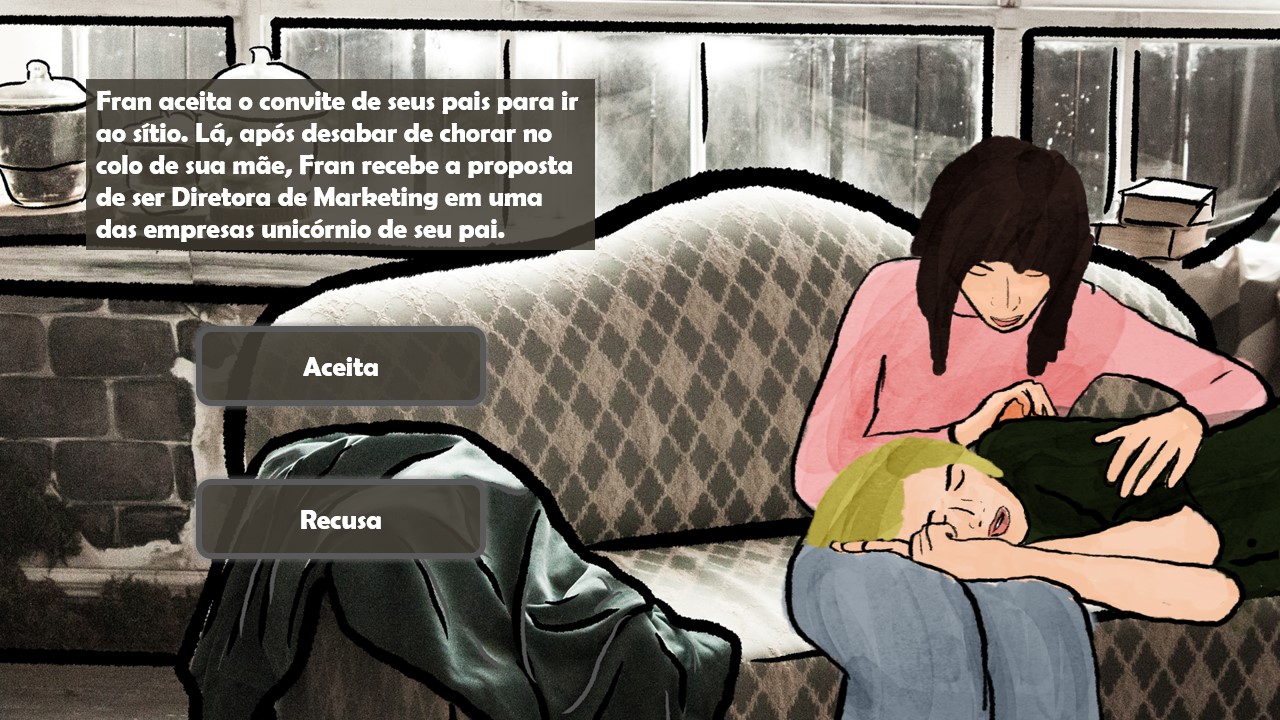 Fran aceita o convite de seus pais para ir
ao sítio. Lá, após desabar de chorar no
colo de sua mãe, Fran recebe a proposta
de ser Diretora de Marketing em uma
das empresas unicórnio de seu pai.
Aceita
Recusa